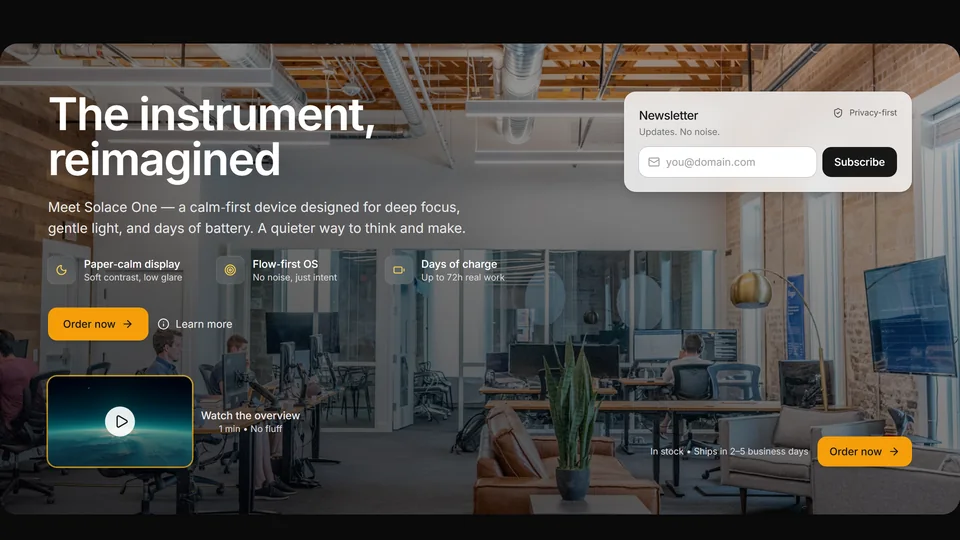 The instrument,
reimagined
Meet Solace One — a calm-first device designed for deep focus,
gentle light, and days of battery. A quieter way to think and make.
Paper-calm display
Soft contrast, low glare
Flow-first OS
No noise, just intent
Days of charge
Up to 72h real work
Order now
Learn more
Watch the overview
1 min • No fluff
Newsletter
Privacy-first
Updates. No noise.
you@domain.com
Subscribe
In stock • Ships in 2–5 business days
Order now